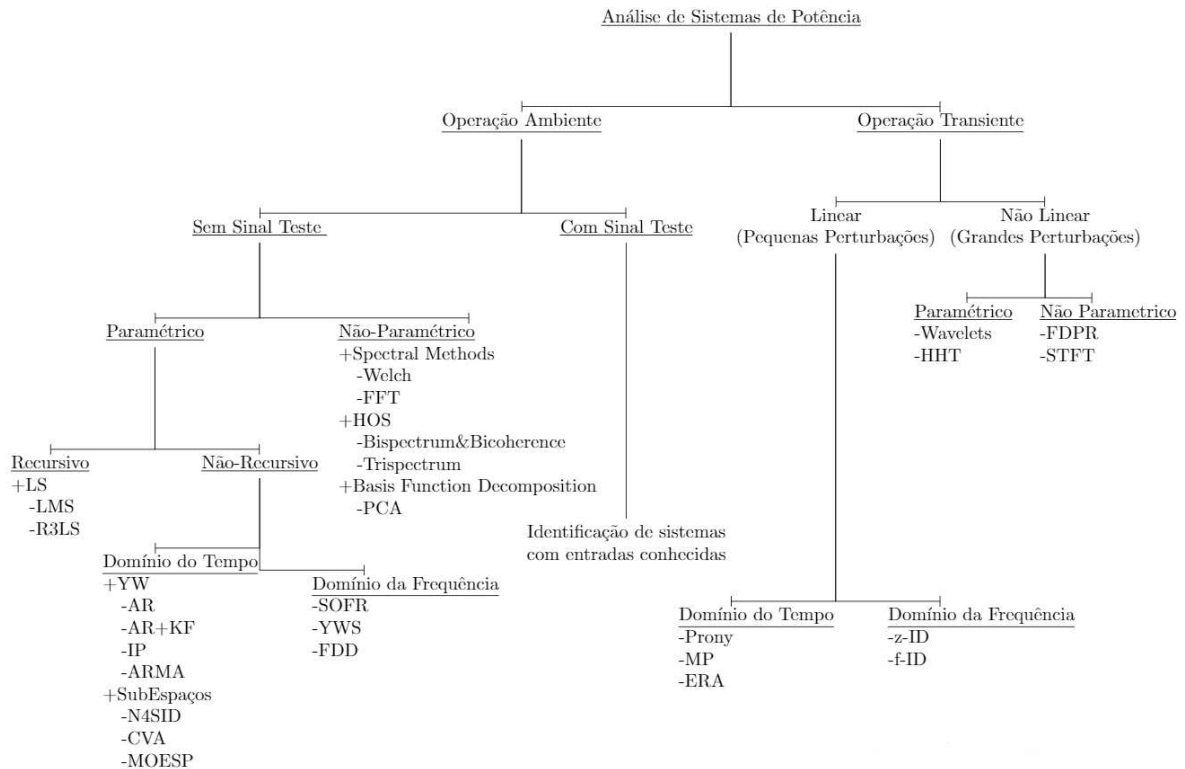 Análise de Sistemas de Potência
Operação Ambiente
Operação Transiente
Sem Sinal Teste
Com Sinal Teste
Linear
(Pequenas Perturbações)
Não Linear
(Grandes Perturbações)
Paramétrico
Não-Paramétrico
+Spectral Methods
-Welch
-FFT
+HOS
-Bispectrum&Bicoherence
-Trispectrum
+Basis Function Decomposition
-PCA
Paramétrico
-Wavelets
-HHT
Não Parametrico
-FDPR
-STFT
Recursivo
+LS
-LMS
-R3LS
Não-Recursivo
Identificação de sistemas
com entradas conhecidas
Domínio do Tempo
+YW
-AR
-AR+KF
-IP
-ARMA
+SubEspaços
-N4SID
-CVA
-MOESP
Domínio da Frequência
-SOFR
-YWS
-FDD
Domínio do Tempo
-Prony
-MP
-ERA
Domínio da Frequência
-z-ID
-f-ID